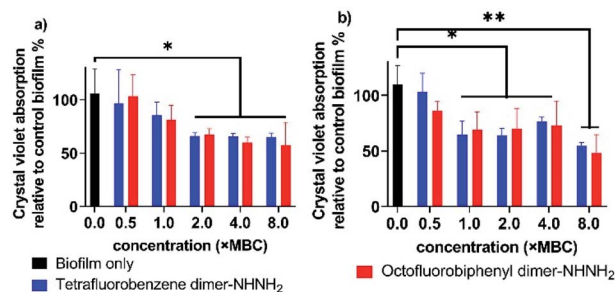 a)
*
Crystal violet absorption
relative to control biofilm %
100
50
0
0.0 0.5 1.0 2.0 4.0 8.0
concentration (×MBC)
b)
**
*
Crystal violet absorption
relative to control biofilm %
100
50
0
0.0 0.5 1.0 2.0 4.0 8.0
concentration (×MBC)
Biofilm only
Tetrafluorobenzene dimer-NHNH₂
Octofluorobiphenyl dimer-NHNH₂